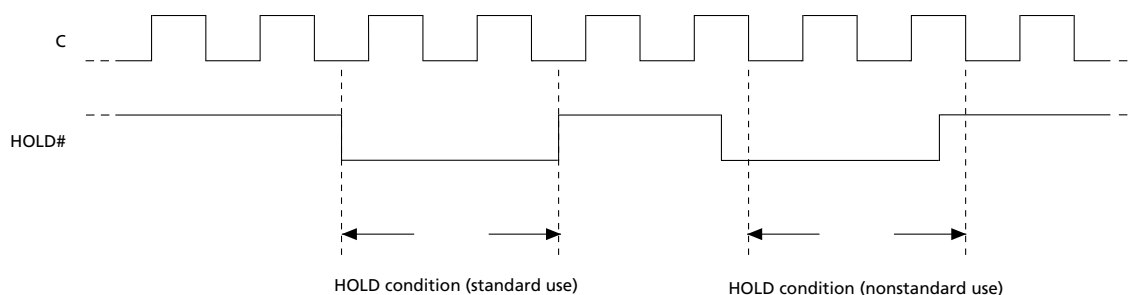 C
HOLD#
HOLD condition (standard use)
HOLD condition (nonstandard use)